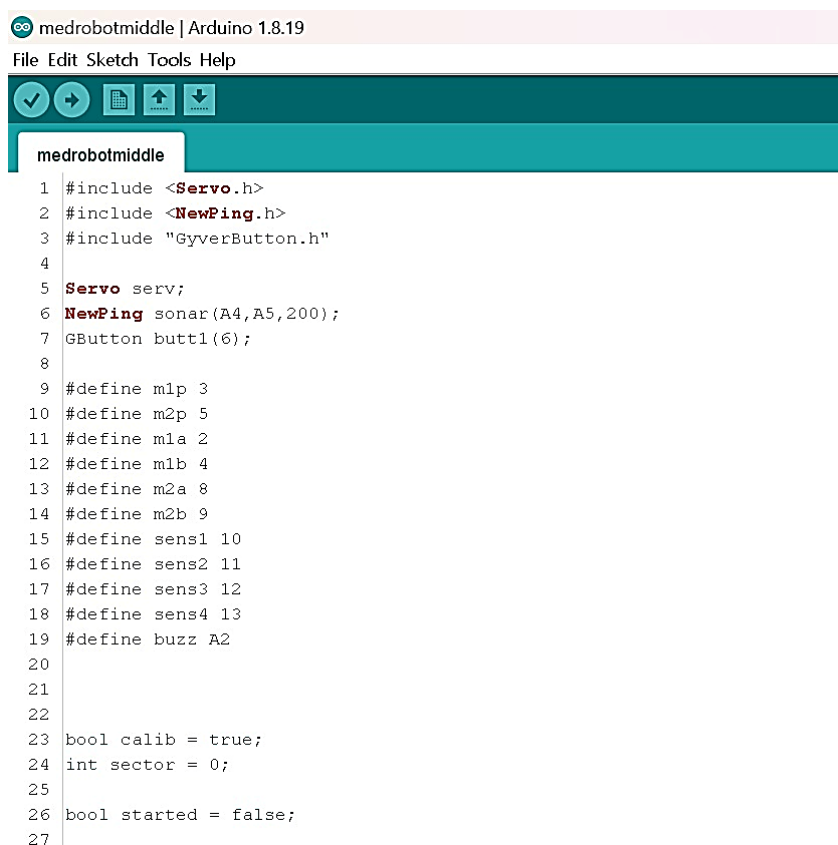 medrobotmiddle | Arduino 1.8.19
File Edit Sketch Tools Help
medrobotmiddle
1 #include <Servo.h>
2 #include <NewPing.h>
3 #include "GyverButton.h"
4
5 Servo serv;
6 NewPing sonar(A4,A5,200);
7 GButton butt1(6);
8
9 #define m1p 3
10 #define m2p 5
11 #define m1a 2
12 #define m1b 4
13 #define m2a 8
14 #define m2b 9
15 #define sens1 10
16 #define sens2 11
17 #define sens3 12
18 #define sens4 13
19 #define buzz A2
20
21
22
23 bool calib = true;
24 int sector = 0;
25
26 bool started = false;
27